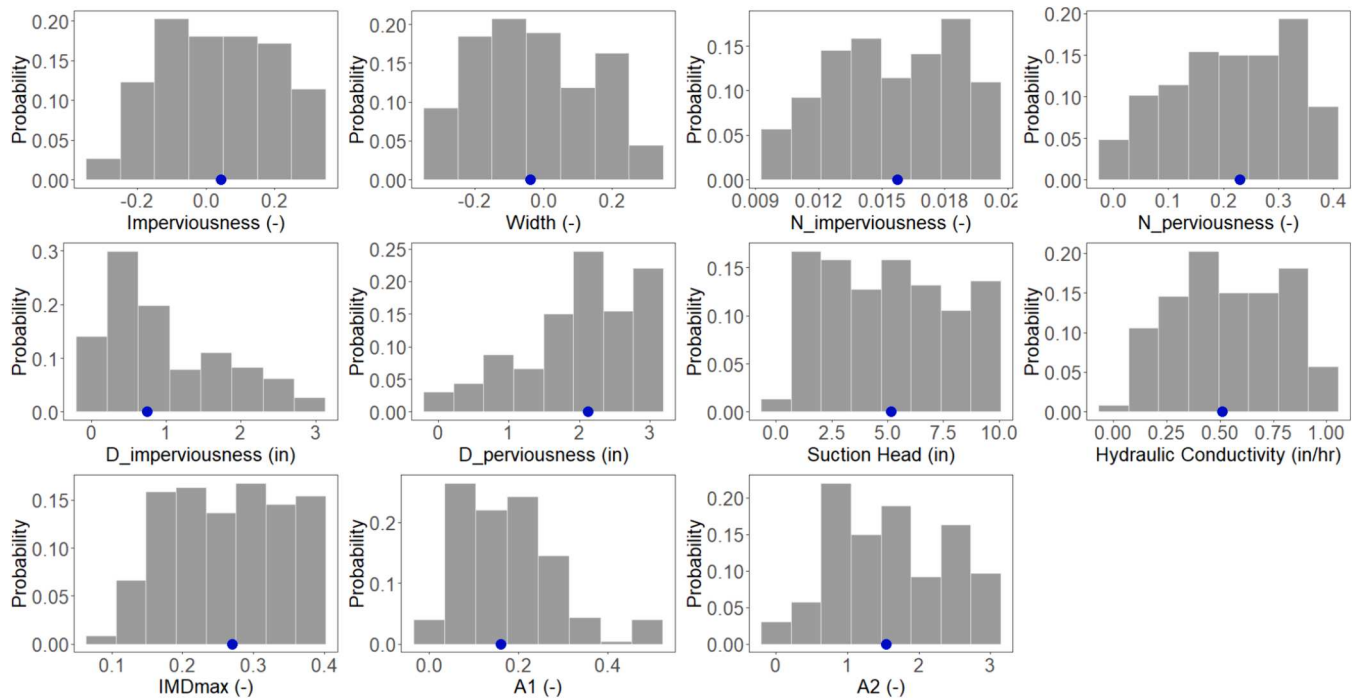 Probability
0.20
0.15
0.10
0.05
0.00
-0.2 0.0 0.2
Imperviousness (-)
Probability
0.20
0.15
0.10
0.05
0.00
-0.2 0.0 0.2
Width (-)
Probability
0.15
0.10
0.05
0.00
0.009 0.012 0.015 0.018 0.02
N_imperviousness (-)
Probability
0.20
0.15
0.10
0.05
0.00
0.0 0.1 0.2 0.3 0.4
N_perviousness (-)
Probability
0.3
0.2
0.1
0.0
0 1 2 3
D_imperviousness (in)
Probability
0.25
0.20
0.15
0.10
0.05
0.00
0 1 2 3
D_perviousness (in)
Probability
0.15
0.10
0.05
0.00
0.0 2.5 5.0 7.5 10.0
Suction Head (in)
Probability
0.20
0.15
0.10
0.05
0.00
0.00 0.25 0.50 0.75 1.00
Hydraulic Conductivity (in/hr)
Probability
0.15
0.10
0.05
0.00
0.1 0.2 0.3 0.4
IMDmax (-)
Probability
0.2
0.1
0.0
0.0 0.2 0.4
A1 (-)
Probability
0.20
0.15
0.10
0.05
0.00
0 1 2 3
A2 (-)